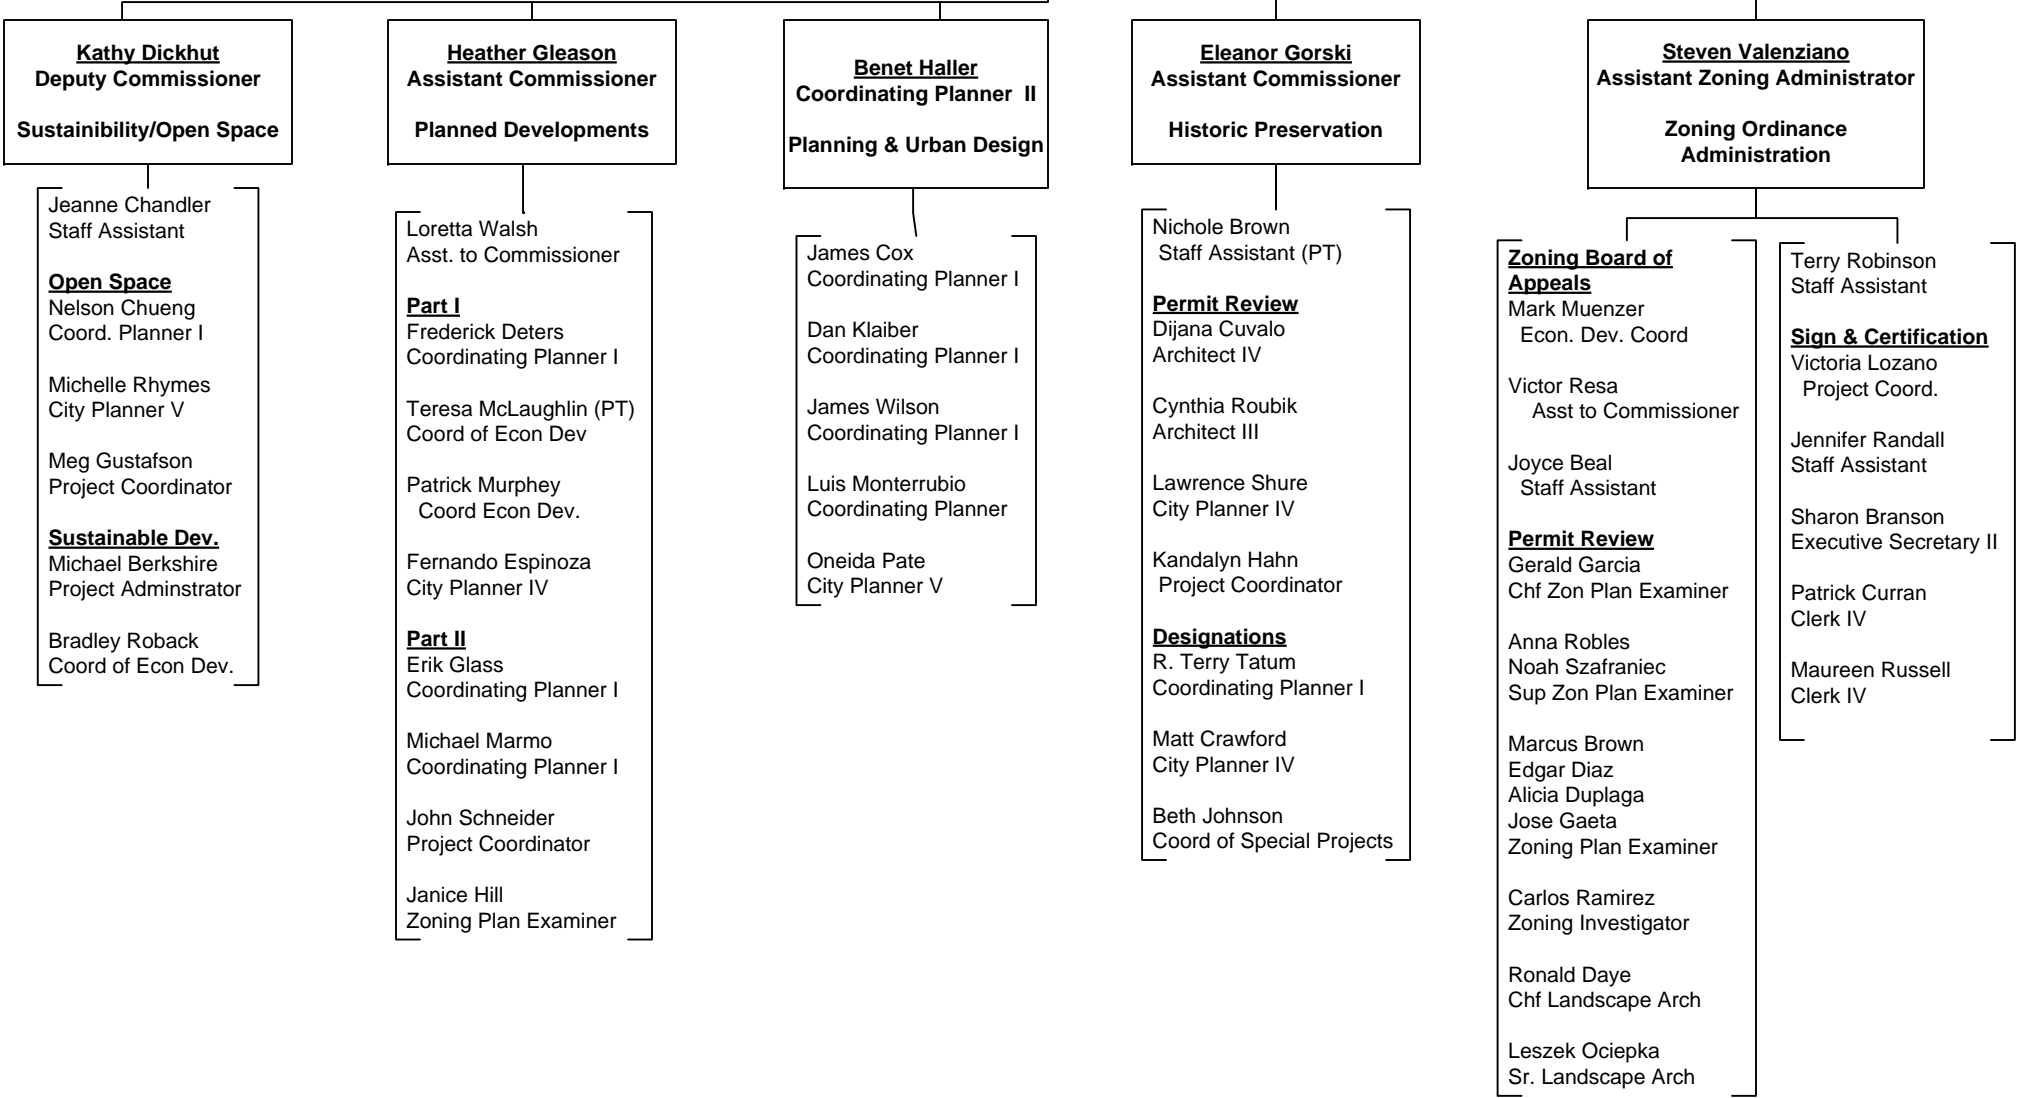 Kathy Dickhut
Deputy Commissioner
Sustainibility/Open Space
Jeanne Chandler
Staff Assistant
Open Space
Nelson Chueng
Coord. Planner I
Michelle Rhymes
City Planner V
Meg Gustafson
Project Coordinator
Sustainable Dev.
Michael Berkshire
Project Adminstrator
Bradley Roback
Coord of Econ Dev.
Heather Gleason
Assistant Commissioner
Planned Developments
Loretta Walsh
Asst. to Commissioner
Part I
Frederick Deters
Coordinating Planner I
Teresa McLaughlin (PT)
Coord of Econ Dev
Patrick Murphey
Coord Econ Dev.
Fernando Espinoza
City Planner IV
Part II
Erik Glass
Coordinating Planner I
Michael Marmo
Coordinating Planner I
John Schneider
Project Coordinator
Janice Hill
Zoning Plan Examiner
Benet Haller
Coordinating Planner II
Planning & Urban Design
James Cox
Coordinating Planner I
Dan Klaiber
Coordinating Planner I
James Wilson
Coordinating Planner I
Luis Monterrubio
Coordinating Planner
Oneida Pate
City Planner V
Eleanor Gorski
Assistant Commissioner
Historic Preservation
Nichole Brown
Staff Assistant (PT)
Permit Review
Dijana Cuvalo
Architect IV
Cynthia Roubik
Architect III
Lawrence Shure
City Planner IV
Kandalyn Hahn
Project Coordinator
Designations
R. Terry Tatum
Coordinating Planner I
Matt Crawford
City Planner IV
Beth Johnson
Coord of Special Projects
Steven Valenziano
Assistant Zoning Administrator
Zoning Ordinance
Administration
Zoning Board of
Appeals
Mark Muenzer
Econ. Dev. Coord
Victor Resa
Asst to Commissioner
Joyce Beal
Staff Assistant
Permit Review
Gerald Garcia
Chf Zon Plan Examiner
Anna Robles
Noah Szafraniec
Sup Zon Plan Examiner
Marcus Brown
Edgar Diaz
Alicia Duplaga
Jose Gaeta
Zoning Plan Examiner
Carlos Ramirez
Zoning Investigator
Ronald Daye
Chf Landscape Arch
Leszek Ociepka
Sr. Landscape Arch
Terry Robinson
Staff Assistant
Sign & Certification
Victoria Lozano
Project Coord.
Jennifer Randall
Staff Assistant
Sharon Branson
Executive Secretary II
Patrick Curran
Clerk IV
Maureen Russell
Clerk IV